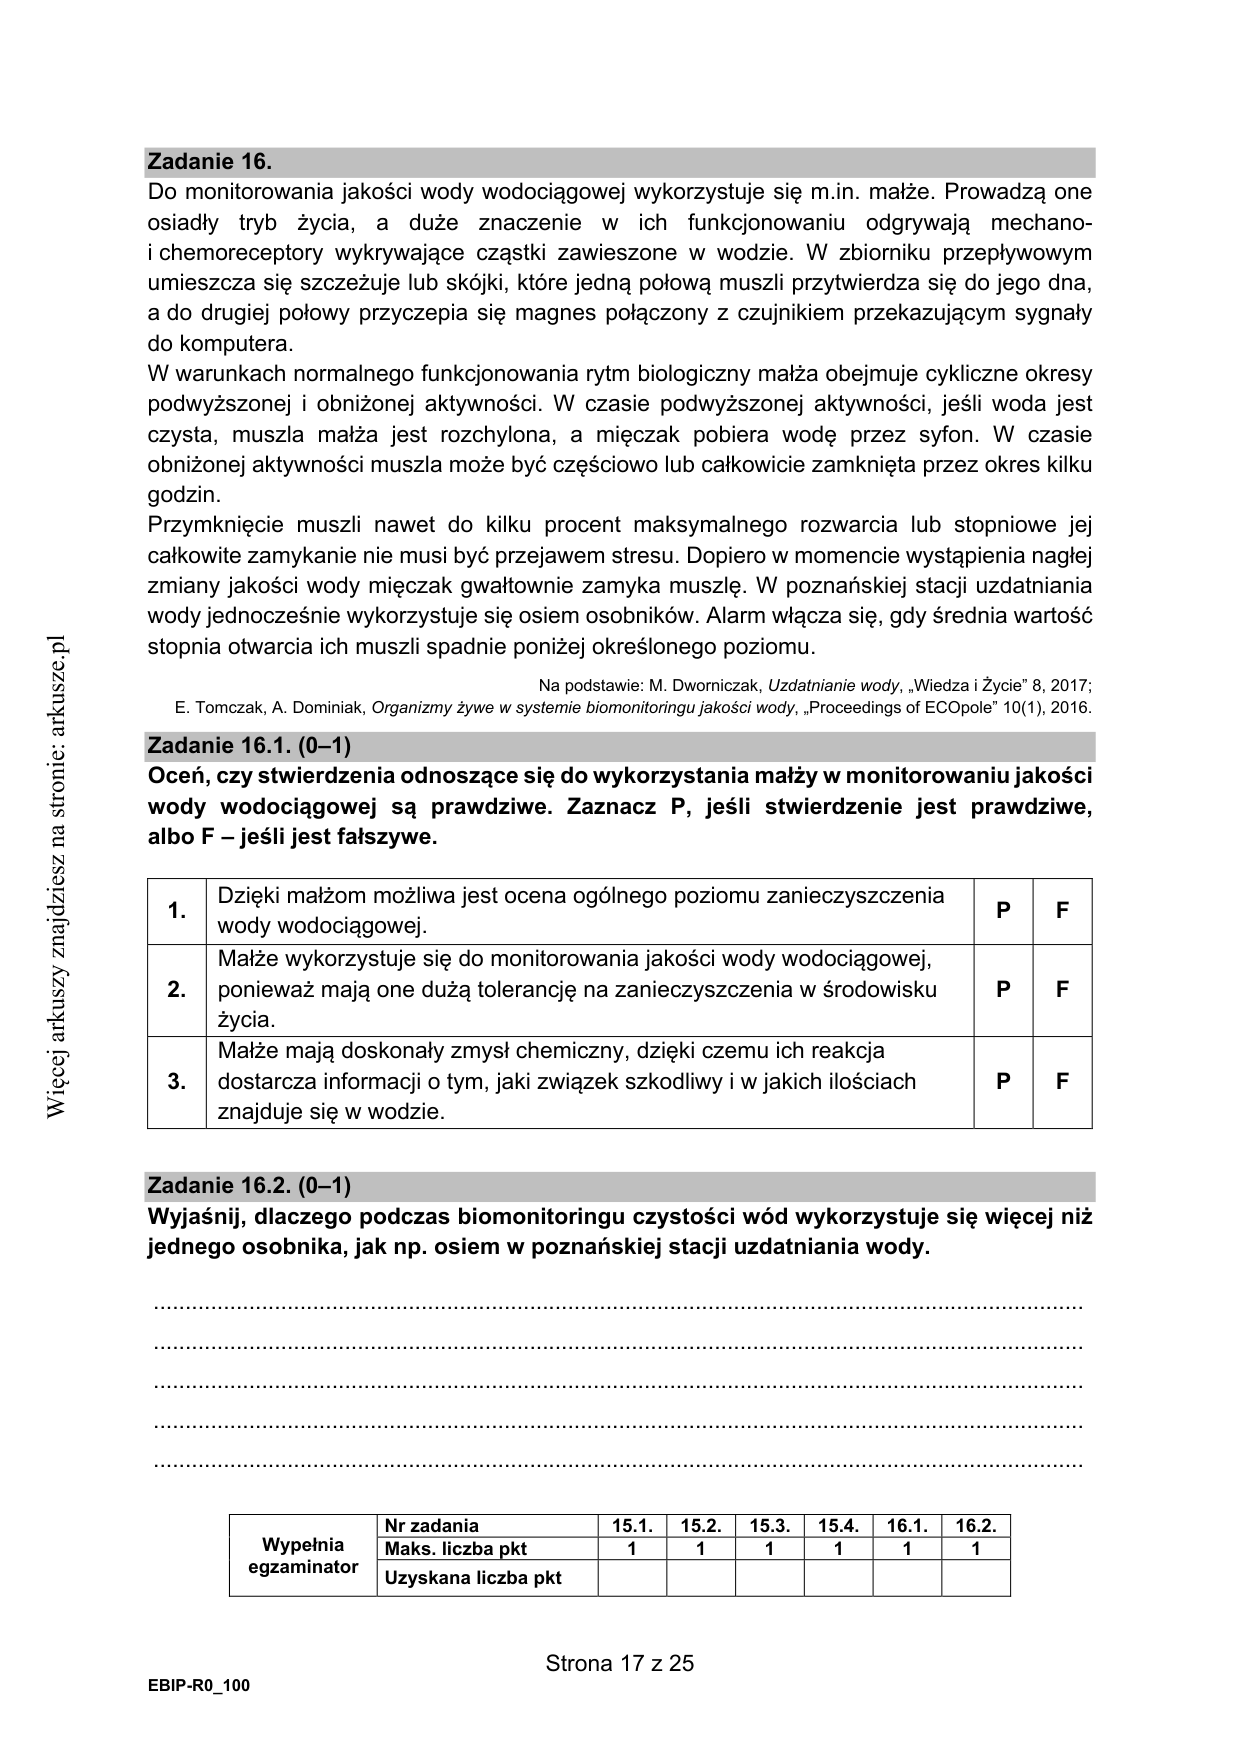 Zadanie 16.
Do monitorowania jakości wody wodociągowej wykorzystuje się m.in. małże. Prowadzą one
osiadły tryb życia, a duże znaczenie w ich funkcjonowaniu odgrywają mechano-
i chemoreceptory wykrywające cząstki zawieszone w wodzie. W zbiorniku przepływowym
umieszcza się szczeżuje lub skójki, które jedną połową muszli przytwierdza się do jego dna,
a do drugiej połowy przyczepia się magnes połączony z czujnikiem przekazującym sygnały
do komputera.
W warunkach normalnego funkcjonowania rytm biologiczny małża obejmuje cykliczne okresy
podwyższonej i obniżonej aktywności. W czasie podwyższonej aktywności, jeśli woda jest
czysta, muszla małża jest rozchylona, a mięczak pobiera wodę przez syfon. W czasie
obniżonej aktywności muszla może być częściowo lub całkowicie zamknięta przez okres kilku
godzin.
Przymknięcie muszli nawet do kilku procent maksymalnego rozwarcia lub stopniowe jej
całkowite zamykanie nie musi być przejawem stresu. Dopiero w momencie wystąpienia nagłej
zmiany jakości wody mięczak gwałtownie zamyka muszlę. W poznańskiej stacji uzdatniania
wody jednocześnie wykorzystuje się osiem osobników. Alarm włącza się, gdy średnia wartość
stopnia otwarcia ich muszli spadnie poniżej określonego poziomu.
Na podstawie: M. Dworniczak, Uzdatnianie wody, „Wiedza i Życie” 8, 2017;
E. Tomczak, A. Dominiak, Organizmy żywe w systemie biomonitoringu jakości wody, „Proceedings of ECOpole” 10(1), 2016.
Zadanie 16.1. (0–1)
Oceń, czy stwierdzenia odnoszące się do wykorzystania małży w monitorowaniu jakości
wody wodociągowej są prawdziwe. Zaznacz P, jeśli stwierdzenie jest prawdziwe,
albo F – jeśli jest fałszywe.
1. Dzięki małżom możliwa jest ocena ogólnego poziomu zanieczyszczenia
wody wodociągowej. P F
2. Małże wykorzystuje się do monitorowania jakości wody wodociągowej,
ponieważ mają one dużą tolerancję na zanieczyszczenia w środowisku
życia. P F
3. Małże mają doskonały zmysł chemiczny, dzięki czemu ich reakcja
dostarcza informacji o tym, jaki związek szkodliwy i w jakich ilościach
znajduje się w wodzie. P F
Zadanie 16.2. (0–1)
Wyjaśnij, dlaczego podczas biomonitoringu czystości wód wykorzystuje się więcej niż
jednego osobnika, jak np. osiem w poznańskiej stacji uzdatniania wody.
Wypełnia
egzaminator
Nr zadania 15.1. 15.2. 15.3. 15.4. 16.1. 16.2.
Maks. liczba pkt 1 1 1 1 1 1
Uzyskana liczba pkt
Strona 17 z 25
EBIP-R0_100
Więcej arkuszy znajdziesz na stronie: arkusze.pl